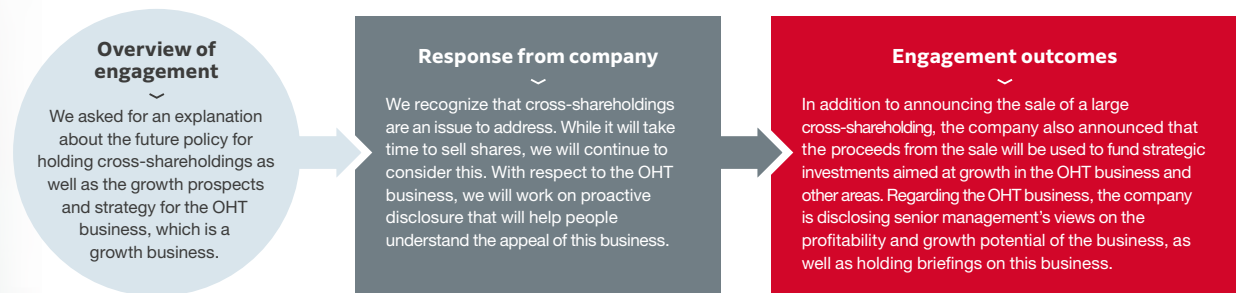 Overview of
engagement
We asked for an explanation
about the future policy for
holding cross-shareholdings as
well as the growth prospects
and strategy for the OHT
business, which is a
growth business.
Response from company
We recognize that cross-shareholdings
are an issue to address. While it will take
time to sell shares, we will continue to
consider this. With respect to the OHT
business, we will work on proactive
disclosure that will help people
understand the appeal of this business.
Engagement outcomes
In addition to announcing the sale of a large
cross-shareholding, the company also announced that
the proceeds from the sale will be used to fund strategic
investments aimed at growth in the OHT business and
other areas. Regarding the OHT business, the company
is disclosing senior management's views on the
profitability and growth potential of the business, as
well as holding briefings on this business.